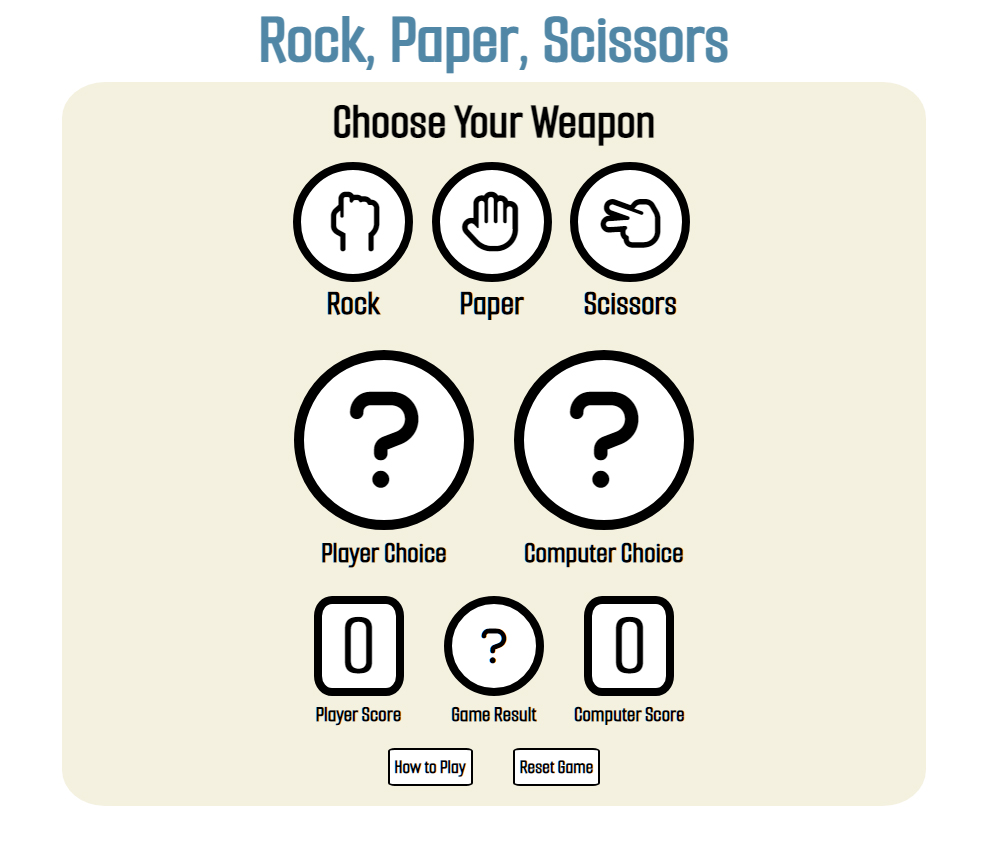 Rock, Paper, Scissors
Choose Your Weapon
Rock Paper Scissors
? ?
Player Choice Computer Choice
0 ? 0
Player Score Game Result Computer Score
How to Play Reset Game